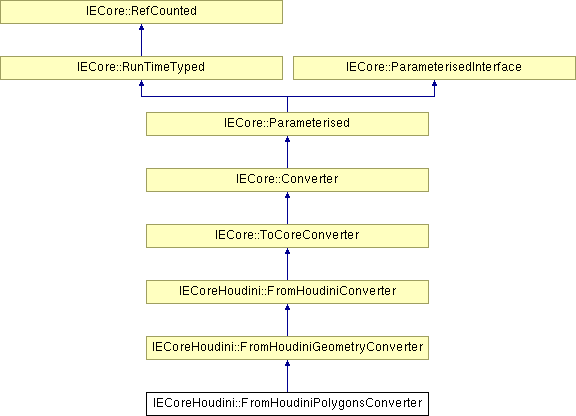 IECore::RefCounted
IECore::RunTimeTyped
IECore::ParameterisedInterface
IECore::Parameterised
IECore::Converter
IECore::ToCoreConverter
IECoreHoudini::FromHoudiniConverter
IECoreHoudini::FromHoudiniGeometryConverter
IECoreHoudini::FromHoudiniPolygonsConverter